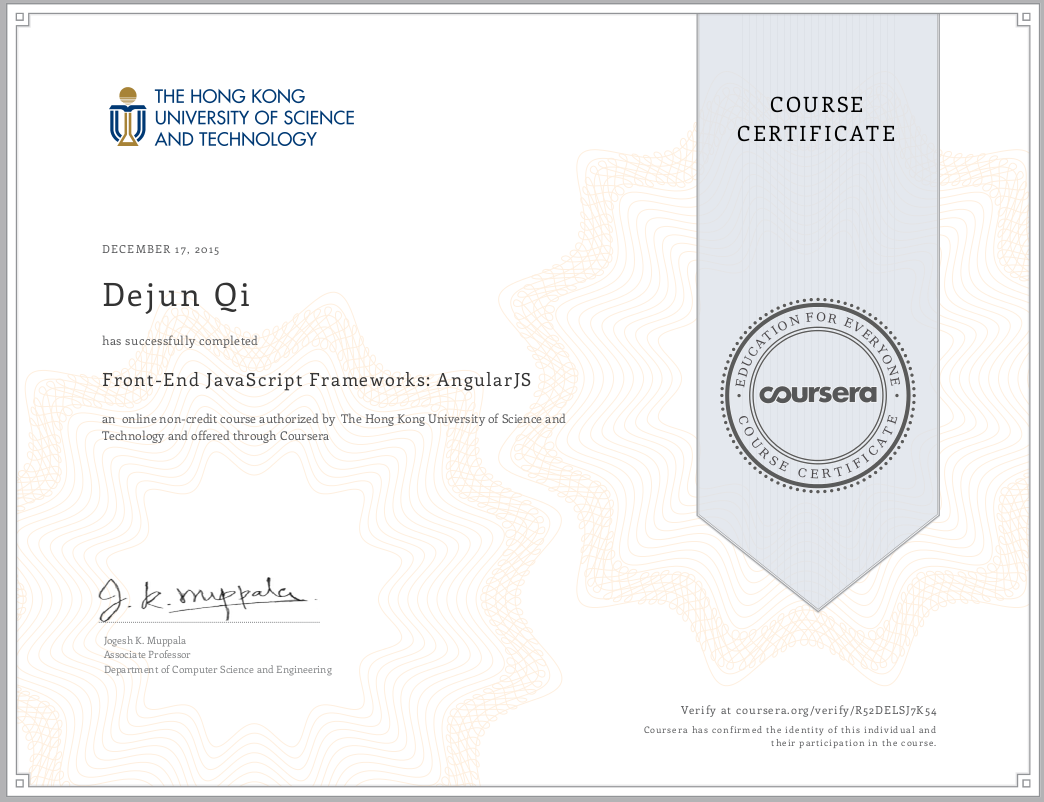 THE HONG KONG
UNIVERSITY OF SCIENCE
AND TECHNOLOGY
COURSE
CERTIFICATE
DECEMBER 17, 2015
Dejun Qi
has successfully completed
Front-End JavaScript Frameworks: AngularJS
an online non-credit course authorized by The Hong Kong University of Science and
Technology and offered through Coursera
EDUCATION FOR EVERYONE
coursera
COURSE CERTIFICATE
J. K. Muppala
Jogesh K. Muppala
Associate Professor
Department of Computer Science and Engineering
Verify at coursera.org/verify/R52DELSJ7K54
Coursera has confirmed the identity of this individual and
their participation in the course.